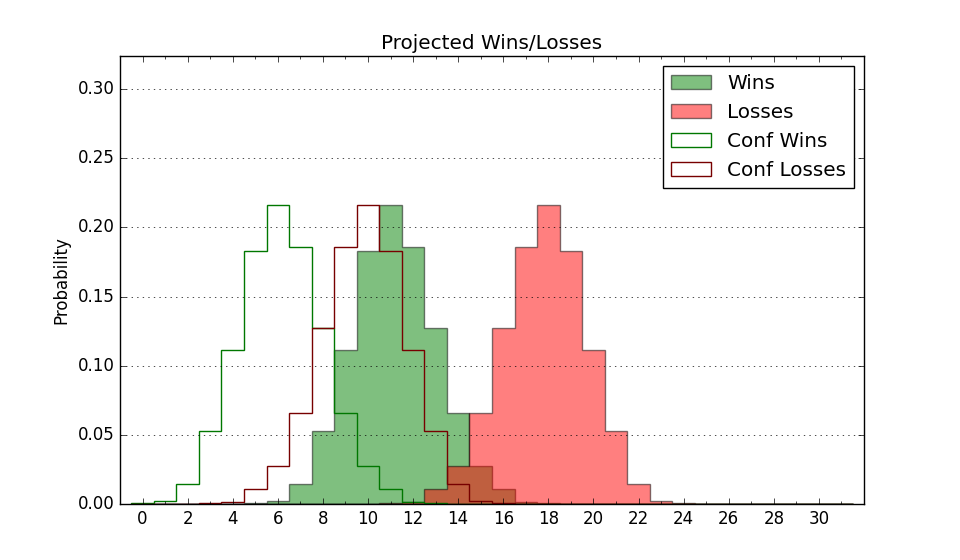 Projected Wins/Losses
Wins
Losses
Conf Wins
Conf Losses
Probability
0.30
0.25
0.20
0.15
0.10
0.05
0.00
0 2 4 6 8 10 12 14 16 18 20 22 24 26 28 30